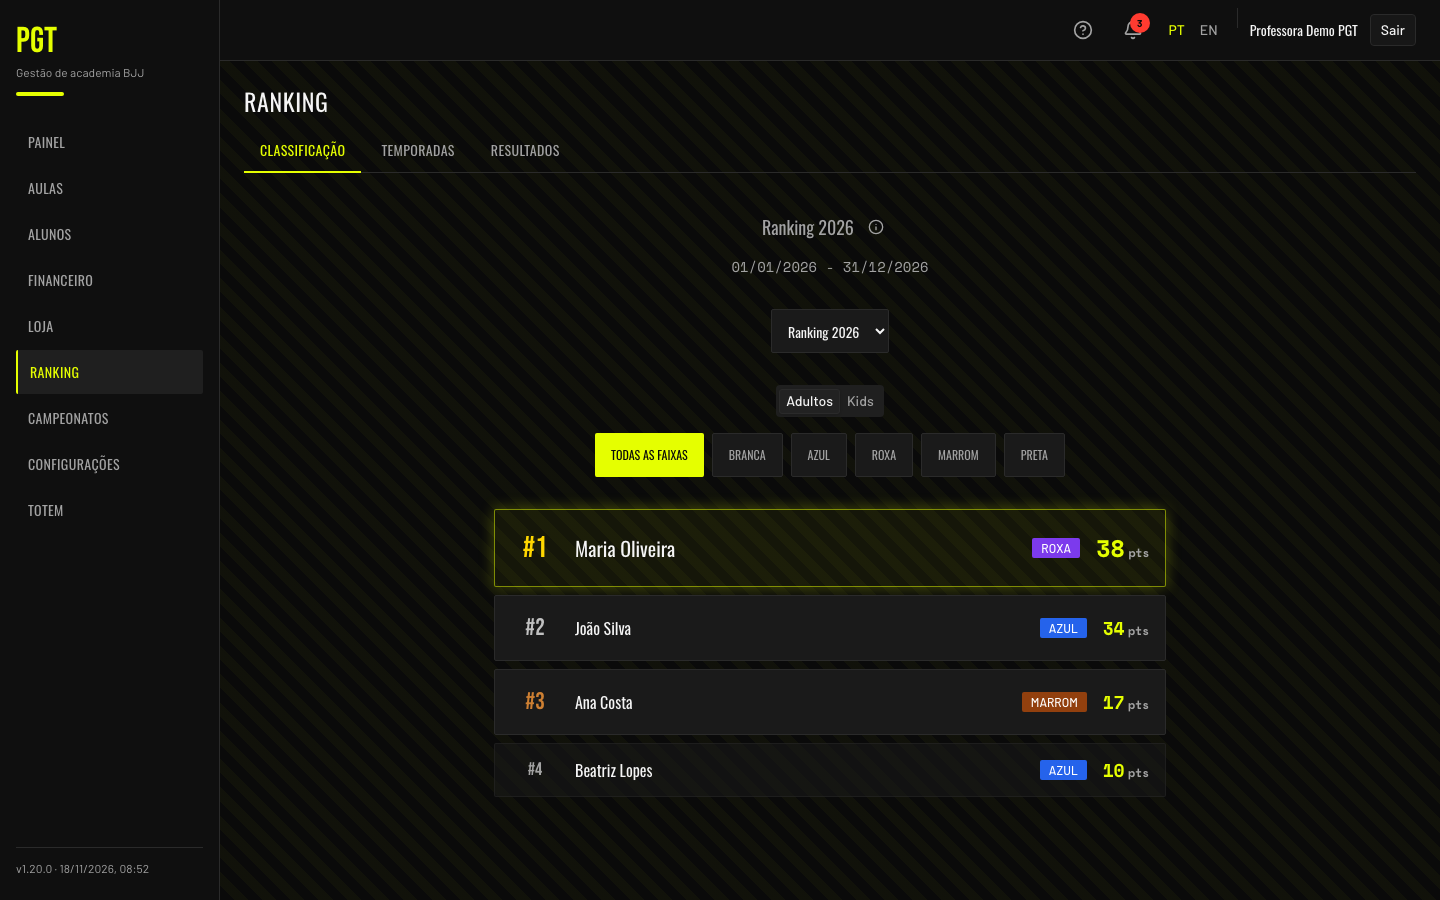 PGT
Gestão de academia BJJ
PAINEL
AULAS
ALUNOS
FINANCEIRO
LOJA
RANKING
CAMPEONATOS
CONFIGURAÇÕES
TOTEM
v1.20.0 · 18/11/2026, 08:52
3
PT EN Professora Demo PGT Sair
RANKING
CLASSIFICAÇÃO TEMPORADAS RESULTADOS
Ranking 2026
01/01/2026 - 31/12/2026
Ranking 2026
Adultos Kids
TODAS AS FAIXAS BRANCA AZUL ROXA MARROM PRETA
#1 Maria Oliveira ROXA 38 pts
#2 João Silva AZUL 34 pts
#3 Ana Costa MARROM 17 pts
#4 Beatriz Lopes AZUL 10 pts